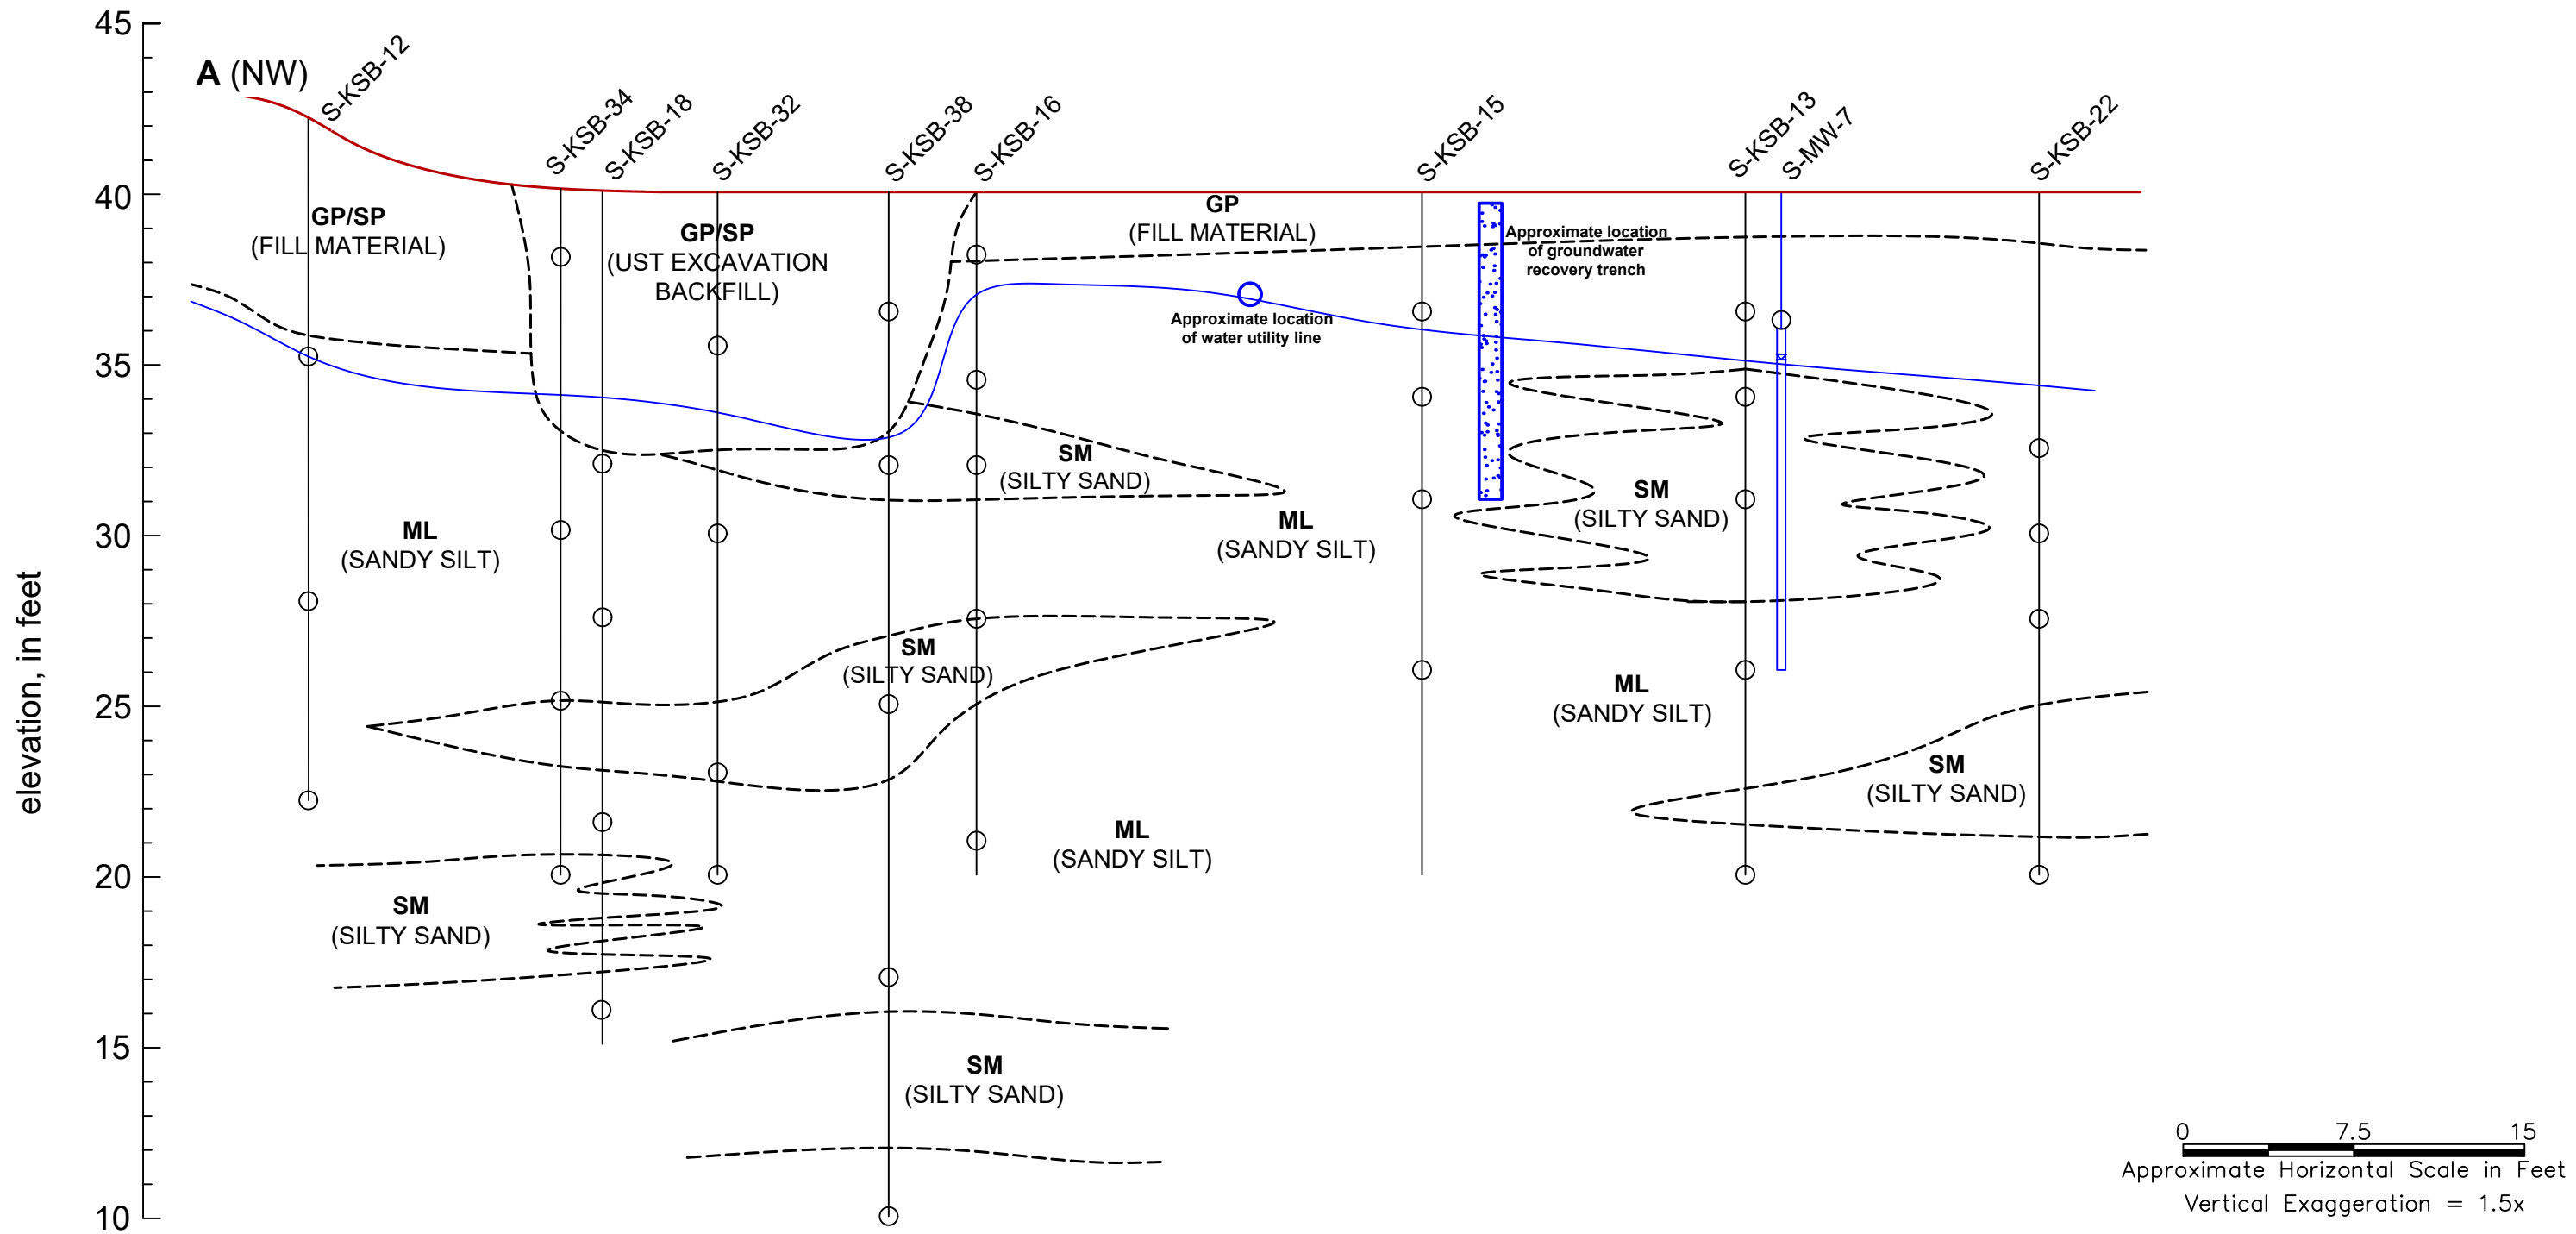 45
A (NW)
S-KSB-12
S-KSB-34
S-KSB-18
S-KSB-32
S-KSB-38
S-KSB-16
S-KSB-15
S-KSB-13
S-MW-7
S-KSB-22
40
GP/SP
(FILL MATERIAL)
GP/SP
(UST EXCAVATION
BACKFILL)
GP
(FILL MATERIAL)
Approximate location
of groundwater
recovery trench
Approximate location
of water utility line
35
SM
(SILTY SAND)
SM
(SILTY SAND)
ML
(SANDY SILT)
ML
(SANDY SILT)
30
elevation, in feet
SM
(SILTY SAND)
ML
(SANDY SILT)
25
SM
(SILTY SAND)
ML
(SANDY SILT)
20
SM
(SILTY SAND)
15
SM
(SILTY SAND)
10
0 7.5 15
Approximate Horizontal Scale in Feet
Vertical Exaggeration = 1.5x